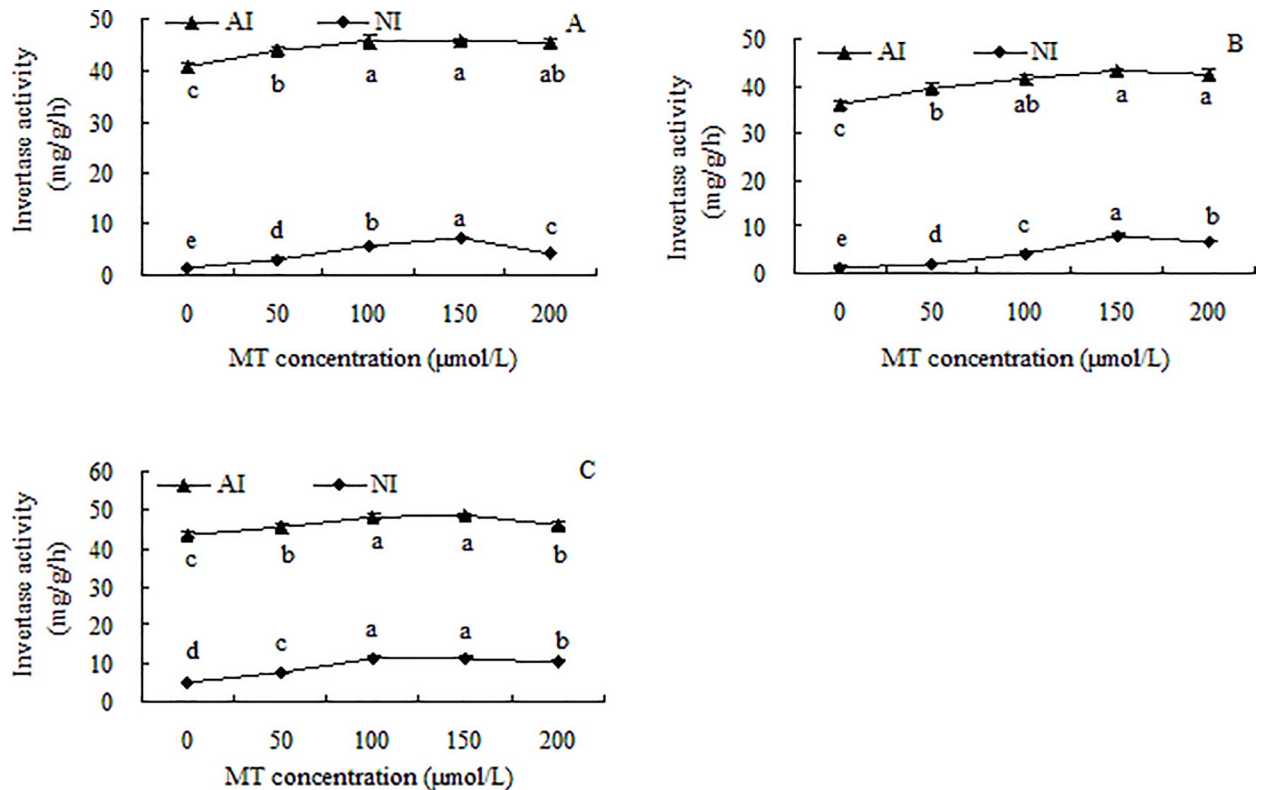 AI NI A
50
40
30
20
10
0
Invertase activity
(mg/g/h)
c b a a ab
e d b a c
0 50 100 150 200
MT concentration (µmol/L)
AI NI B
50
40
30
20
10
0
Invertase activity
(mg/g/h)
c b ab a a
e d c a b
0 50 100 150 200
MT concentration (µmol/L)
AI NI C
60
50
40
30
20
10
0
Invertase activity
(mg/g/h)
c b a a b
d c a a b
0 50 100 150 200
MT concentration (µmol/L)